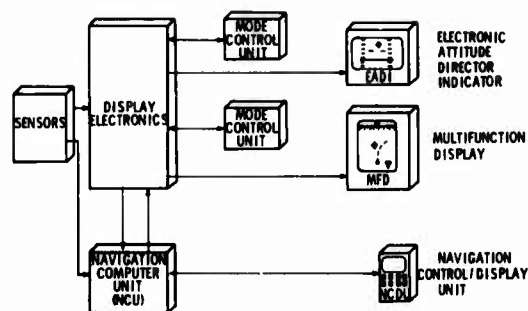 MODE
CONTROL
UNIT
EADI
ELECTRONIC
ATTITUDE
DIRECTOR
INDICATOR
SENSORS
DISPLAY
ELECTRONICS
MODE
CONTROL
UNIT
MFD
MULTIFUNCTION
DISPLAY
NAVIGATION
COMPUTER
UNIT
(NCU)
NCDU
NAVIGATION
CONTROL/DISPLAY
UNIT